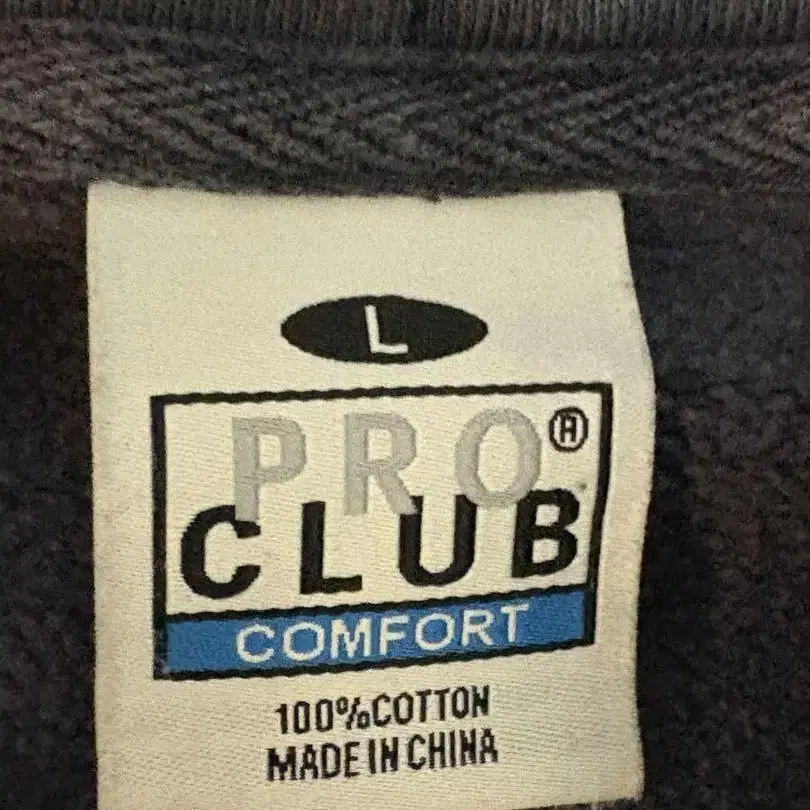 L
PRO®
CLUB
COMFORT
100%COTTON
MADE IN CHINA